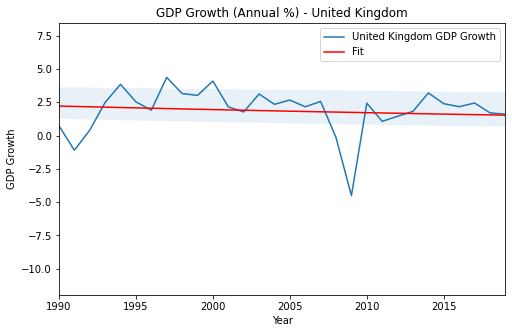 GDP Growth (Annual %) - United Kingdom
United Kingdom GDP Growth
Fit
GDP Growth
7.5
5.0
2.5
0.0
−2.5
−5.0
−7.5
−10.0
1990
1995
2000
2005
2010
2015
Year